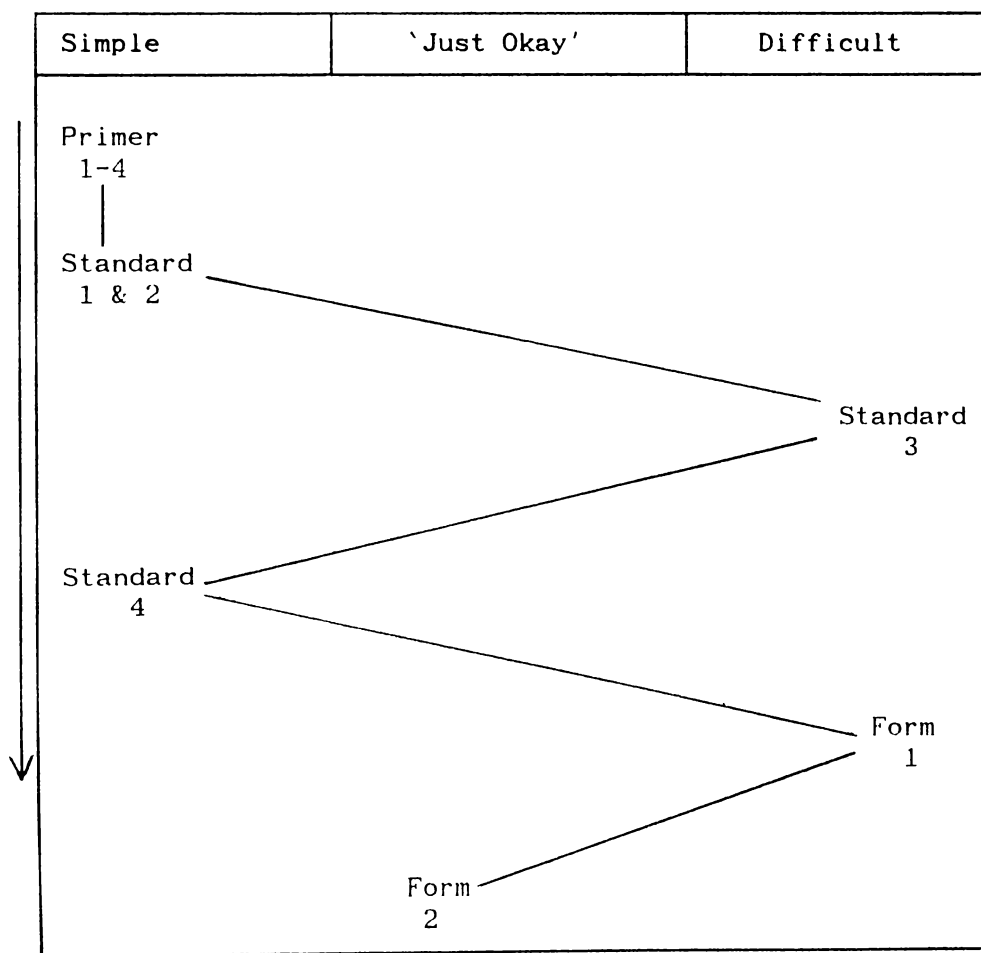 Simple
`Just Okay'
Difficult
Primer
1-4
Standard
1 & 2
Standard
3
Standard
4
Form
1
Form
2